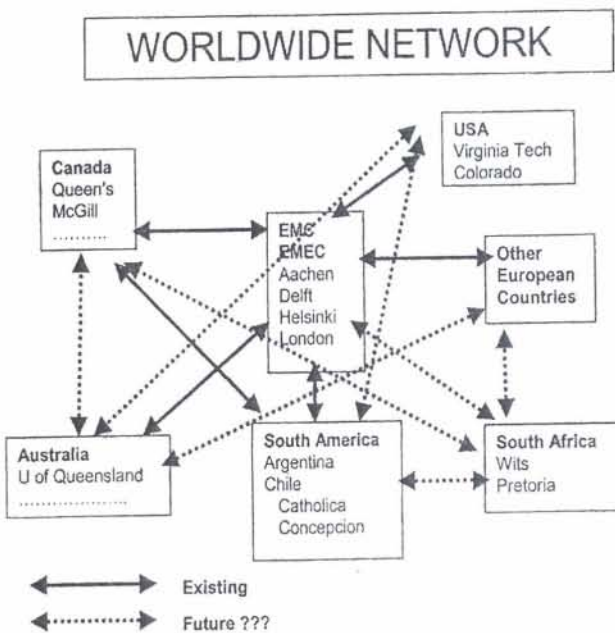 WORLDWIDE NETWORK
USA
Virginia Tech
Colorado
Canada
Queen's
McGill
..........
EMC
EMEC
Aachen
Delft
Helsinki
London
Other
European
Countries
Australia
U of Queensland
...................
South America
Argentina
Chile
Catholica
Concepcion
South Africa
Wits
Pretoria
Existing
Future ???